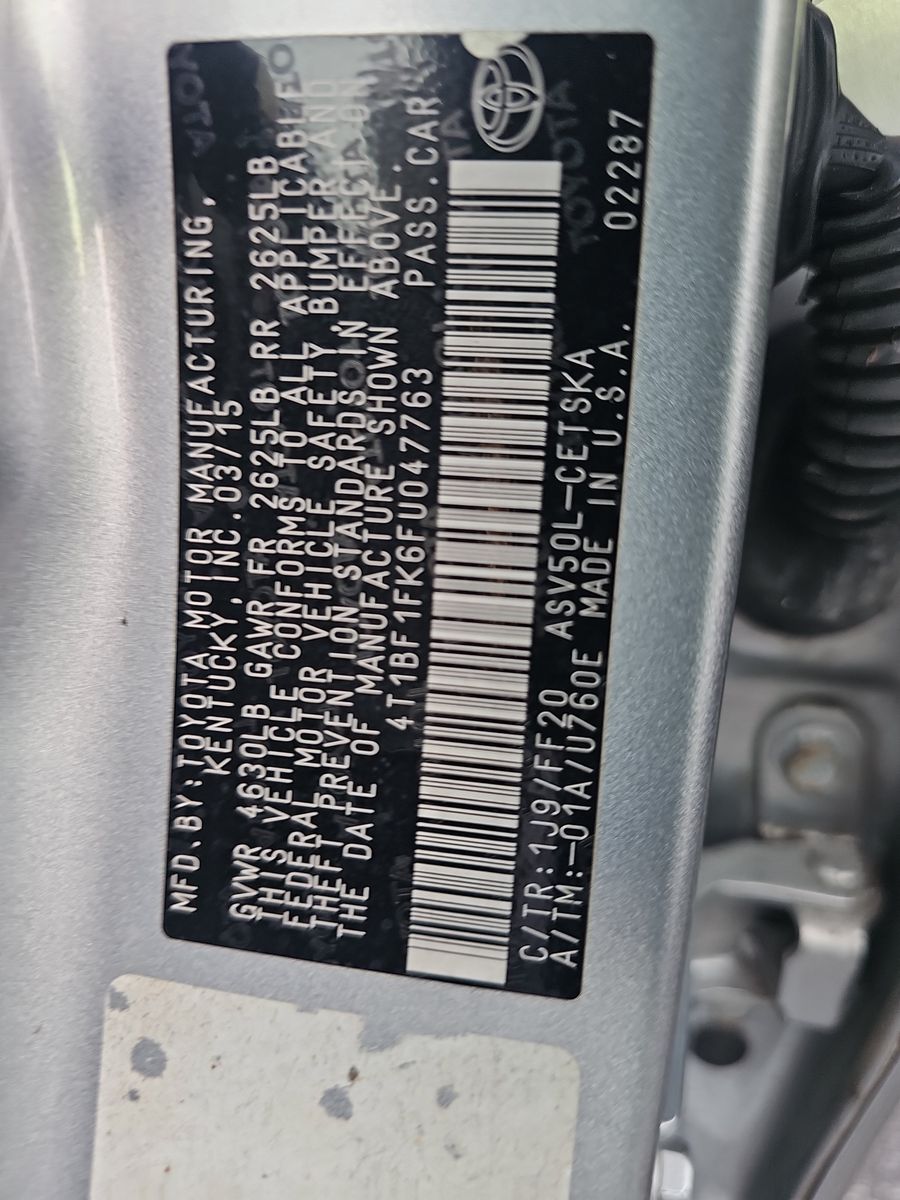 MFD.BY:TOYOTA MOTOR MANUFACTURING,
KENTUCKY,INC.03/15
GVWR 4630LB GAWR FR 2625LB RR 2625LB
THIS VEHICLE CONFORMS TO ALL APPLICABLE
FEDERAL MOTOR VEHICLE SAFETY, BUMPER, AND
THEFT PREVENTION STANDARDS IN EFFECT ON
THE DATE OF MANUFACTURE SHOWN ABOVE.
4T1BF1FK6FU047763 PASS.CAR
C/TR:1J9/FF20 ASV50L-CETSKA
A/TM:-01A/U760E MADE IN U.S.A. 02287